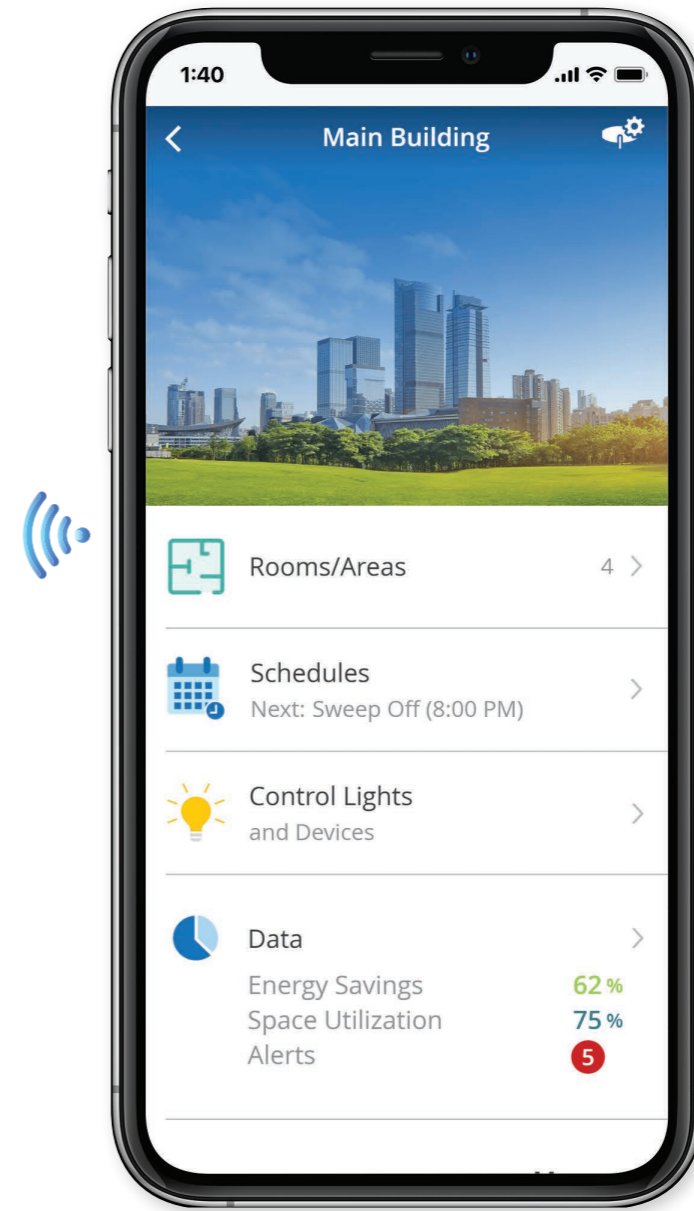 1:40
Main Building
Rooms/Areas 4
Schedules
Next: Sweep Off (8:00 PM)
Control Lights
and Devices
Data
Energy Savings 62 %
Space Utilization 75 %
Alerts 5